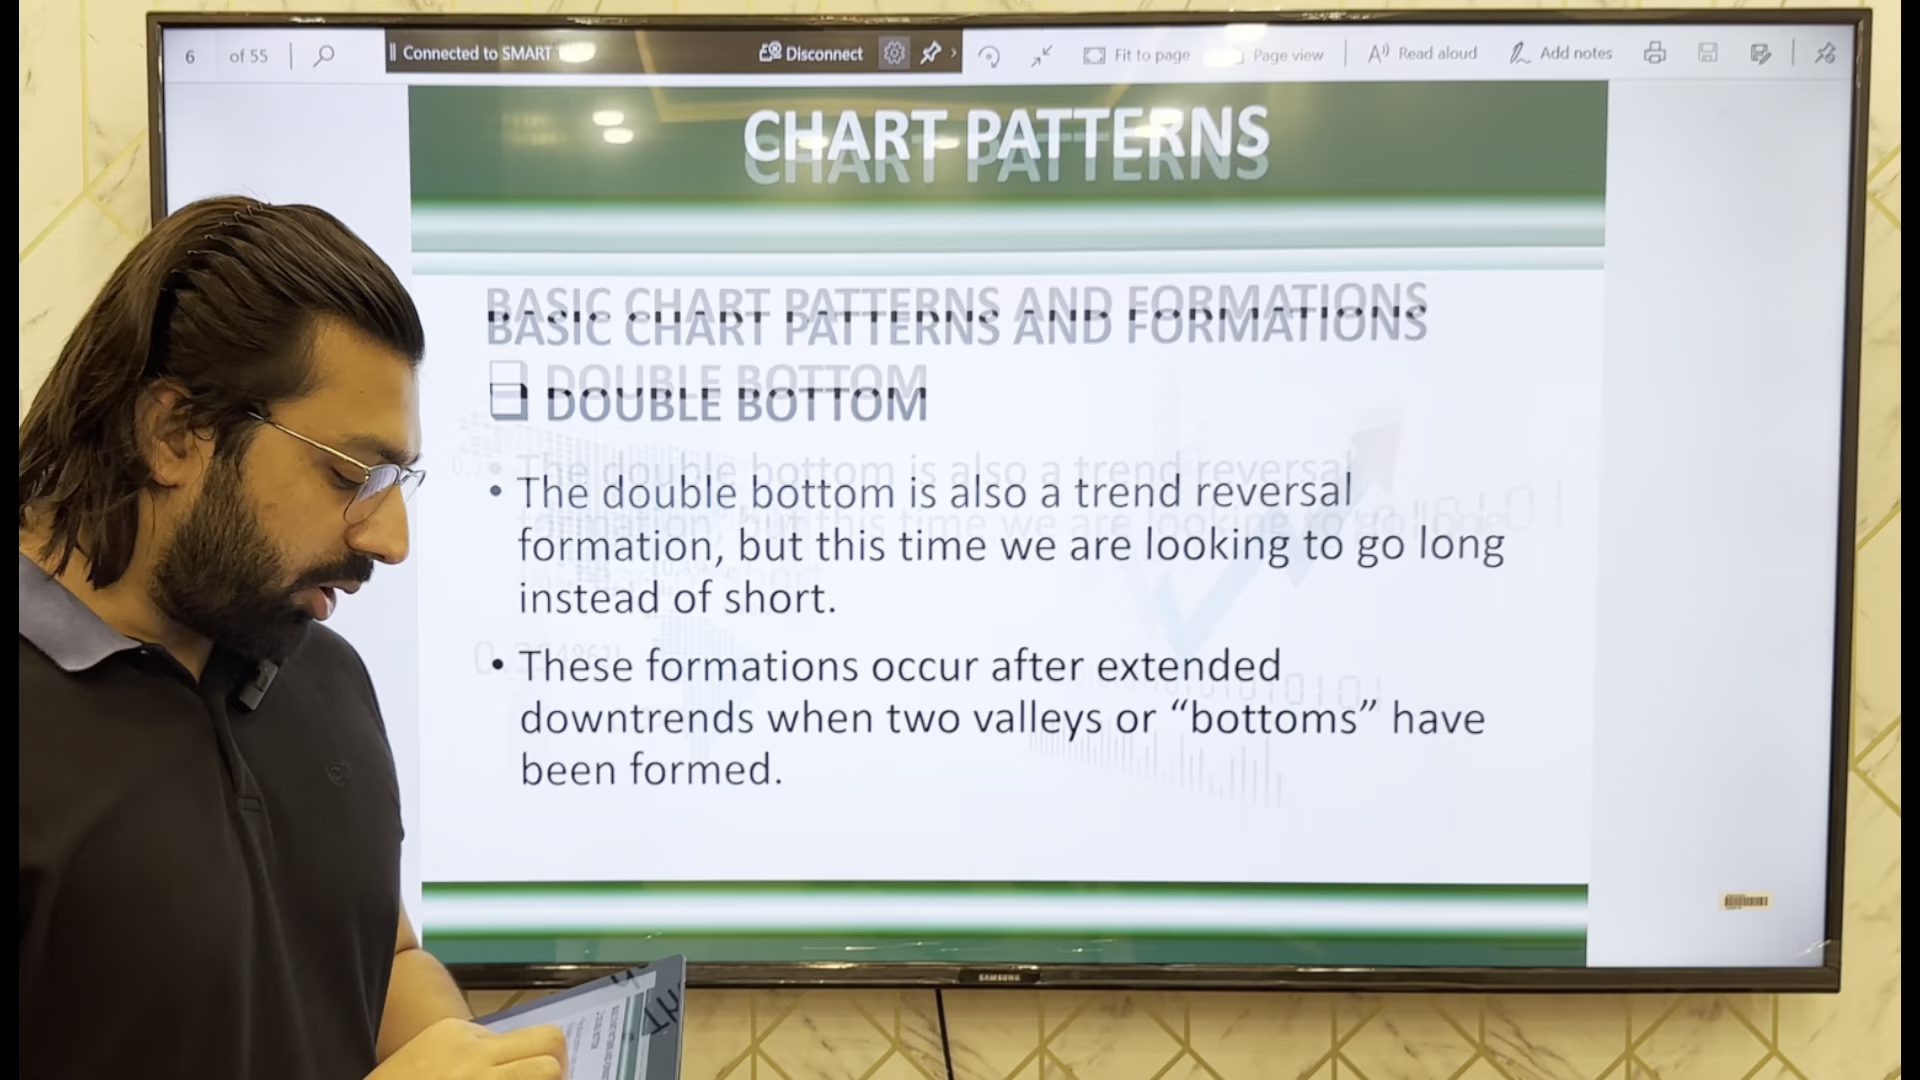 6 of 55 Connected to SMART Disconnect Fit to page Page view Read aloud Add notes
CHART PATTERNS
BASIC CHART PATTERNS AND FORMATIONS
DOUBLE BOTTOM
• The double bottom is also a trend reversal
formation, but this time we are looking to go long
instead of short.
• These formations occur after extended
downtrends when two valleys or “bottoms” have
been formed.
SAMSUNG